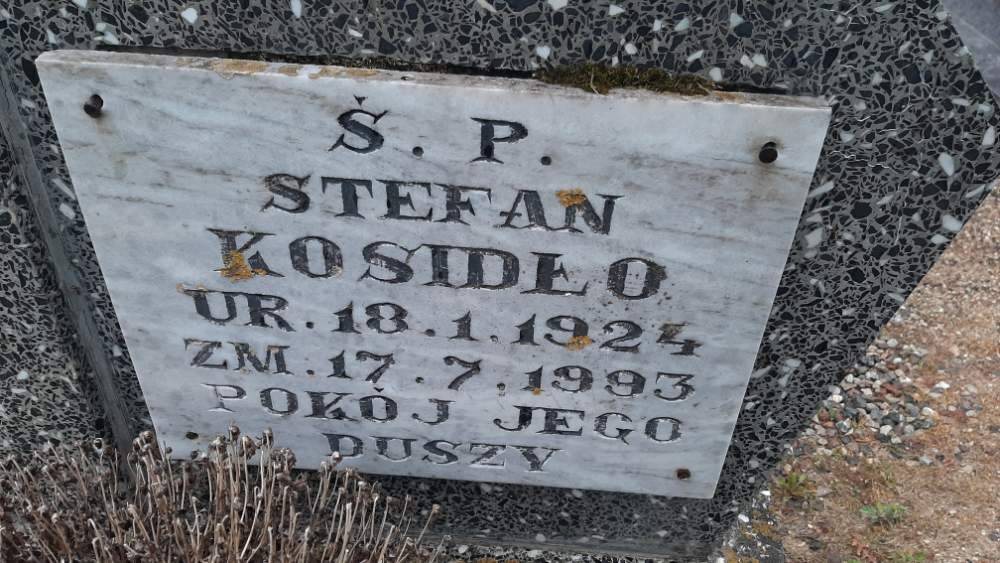 Ś. P.
STEFAN
KOSIDŁO
UR. 18.1.1924
ZM. 17.7.1993
POKÓJ JEGO
DUSZY